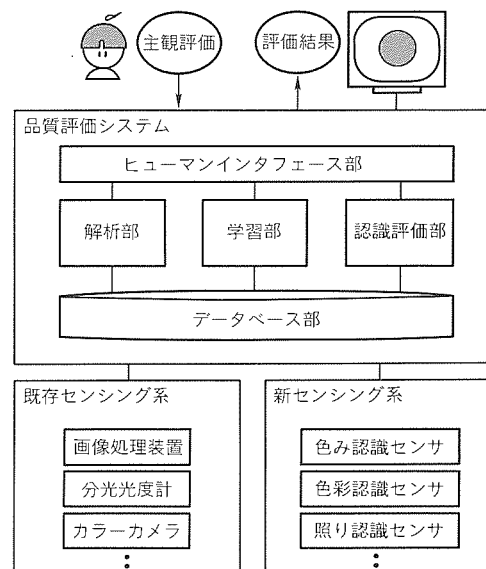 主観評価
評価結果
品質評価システム
ヒューマンインタフェース部
解析部
学習部
認識評価部
データベース部
既存センシング系
画像処理装置
分光光度計
カラーカメラ
新センシング系
色み認識センサ
色彩認識センサ
照り認識センサ